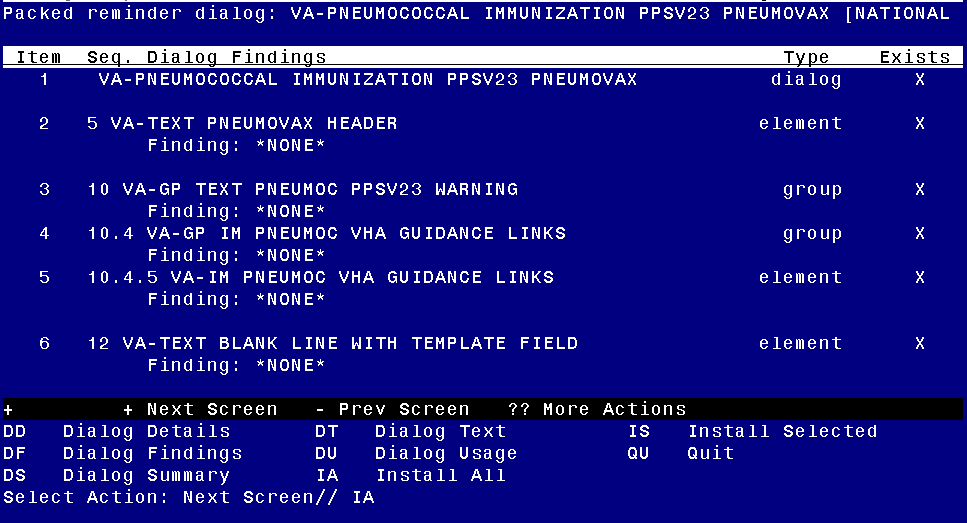 Packed reminder dialog: VA-PNEUMOCOCCAL IMMUNIZATION PPSV23 PNEUMOVAX [NATIONAL
Item Seq. Dialog Findings Type Exists
1 VA-PNEUMOCOCCAL IMMUNIZATION PPSV23 PNEUMOVAX dialog X
2 5 VA-TEXT PNEUMOVAX HEADER element X
Finding: *NONE*
3 10 VA-GP TEXT PNEUMOC PPSV23 WARNING group X
Finding: *NONE*
4 10.4 VA-GP IM PNEUMOC VHA GUIDANCE LINKS group X
Finding: *NONE*
5 10.4.5 VA-IM PNEUMOC VHA GUIDANCE LINKS element X
Finding: *NONE*
6 12 VA-TEXT BLANK LINE WITH TEMPLATE FIELD element X
Finding: *NONE*
+ + Next Screen - Prev Screen ?? More Actions
DD Dialog Details DT Dialog Text IS Install Selected
DF Dialog Findings DU Dialog Usage QU Quit
DS Dialog Summary IA Install All
Select Action: Next Screen// IA